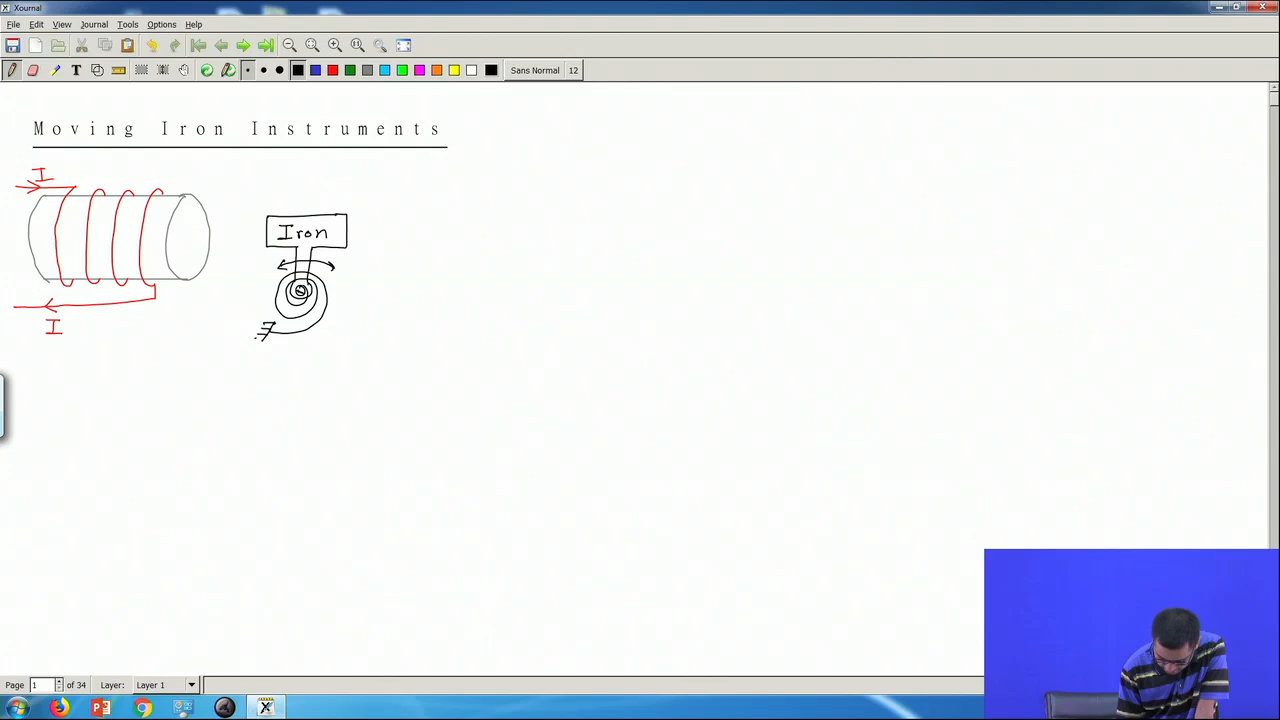 Xournal
File Edit View Journal Tools Options Help
T Sans Normal 12
Moving Iron Instruments
I
Iron
I
Page 1 of 34 Layer: Layer 1